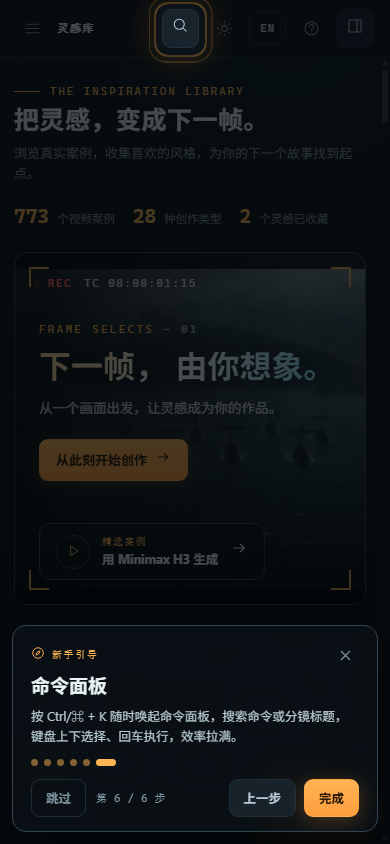 灵感库
EN
THE INSPIRATION LIBRARY
把灵感，变成下一帧。
浏览真实案例，收集喜欢的风格，为你的下一个故事找到起
点。
773 个视频案例 28 种创作类型 2 个灵感已收藏
REC TC 00:00:01:15
FRAME SELECTS — 01
下一帧， 由你想象。
从一个画面出发，让灵感成为你的作品。
从此刻开始创作 →
精选案例
用 Minimax H3 生成 →
新手引导
命令面板
按 Ctrl/⌘ + K 随时唤起命令面板，搜索命令或分镜标题，
键盘上下选择、回车执行，效率拉满。
跳过 第 6 / 6 步 上一步 完成